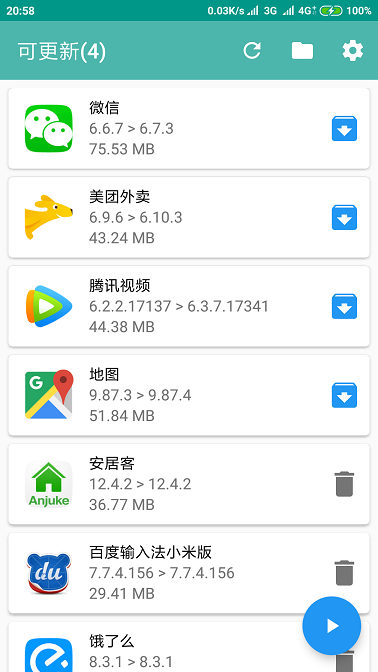 20:58 0.03K/s 3G 4G+ 100%
可更新(4)
微信
6.6.7 > 6.7.3
75.53 MB
美团外卖
6.9.6 > 6.10.3
43.24 MB
腾讯视频
6.2.2.17137 > 6.3.7.17341
44.38 MB
G
地图
9.87.3 > 9.87.4
51.84 MB
安居客
12.4.2 > 12.4.2
Anjuke
36.77 MB
百度输入法小米版
du
7.7.4.156 > 7.7.4.156
29.41 MB
饿了么
8.3.1 > 8.3.1